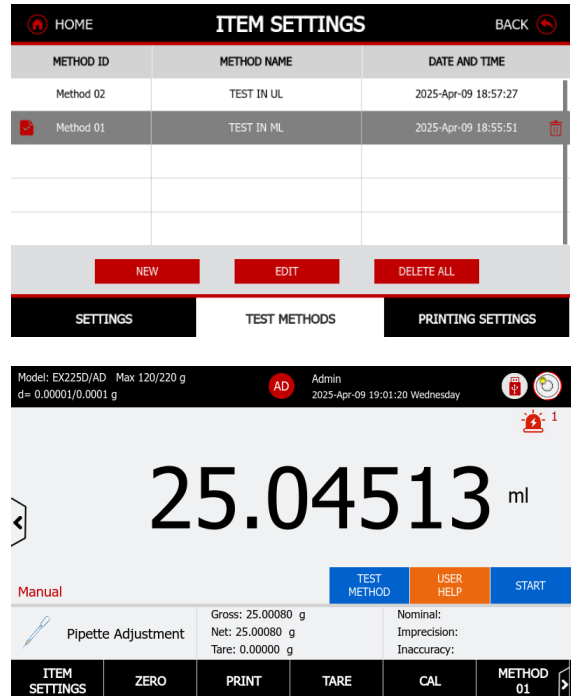 HOME ITEM SETTINGS BACK
METHOD ID METHOD NAME DATE AND TIME
Method 02 TEST IN UL 2025-Apr-09 18:57:27
Method 01 TEST IN ML 2025-Apr-09 18:55:51
NEW EDIT DELETE ALL
SETTINGS TEST METHODS PRINTING SETTINGS
Model: EX225D/AD Max 120/220 g
d= 0.00001/0.0001 g
AD
Admin
2025-Apr-09 19:01:20 Wednesday
1
25.04513 ml
Manual
TEST METHOD
USER HELP
START
Pipette Adjustment
Gross: 25.00080 g
Net: 25.00080 g
Tare: 0.00000 g
Nominal:
Imprecision:
Inaccuracy:
ITEM SETTINGS
ZERO
PRINT
TARE
CAL
METHOD 01